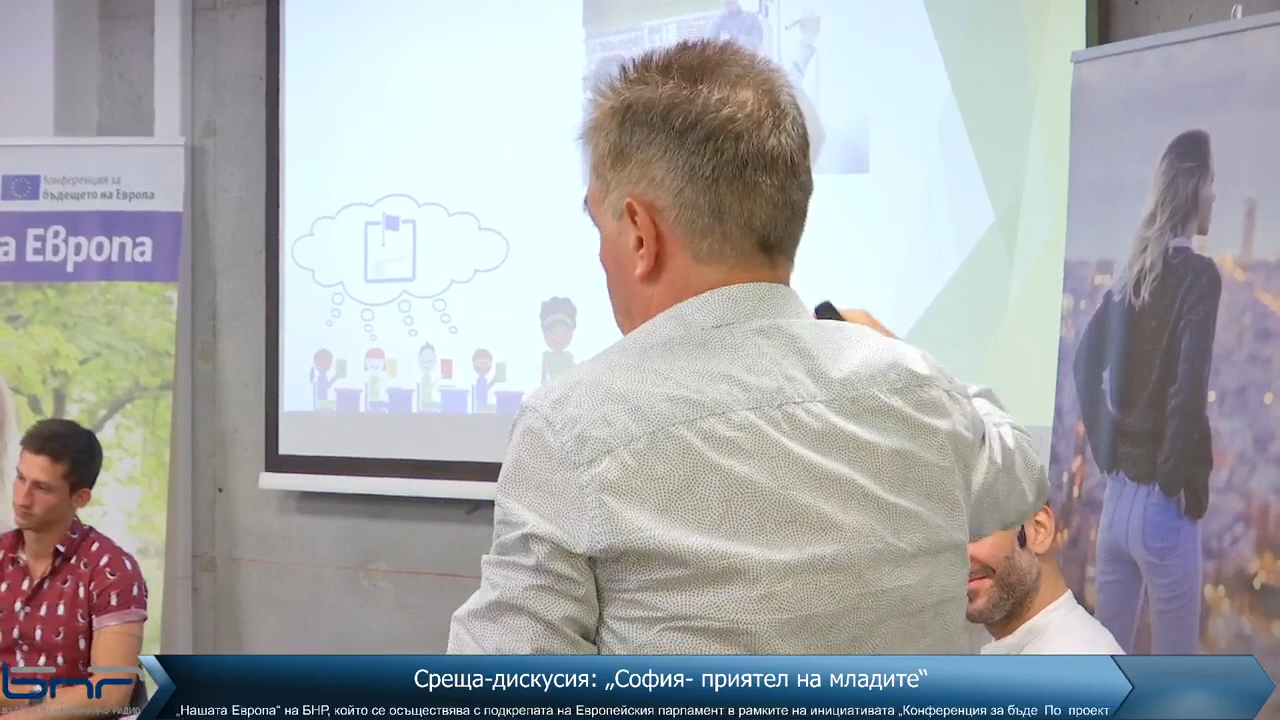 Конференция за
бъдещето на Европа
а Европа
Среща-дискусия: „София- приятел на младите“
bnr
„Нашата Европа“ на БНР, който се осъществява с подкрепата на Европейския парламент в рамките на инициативата „Конференция за бъде По проект